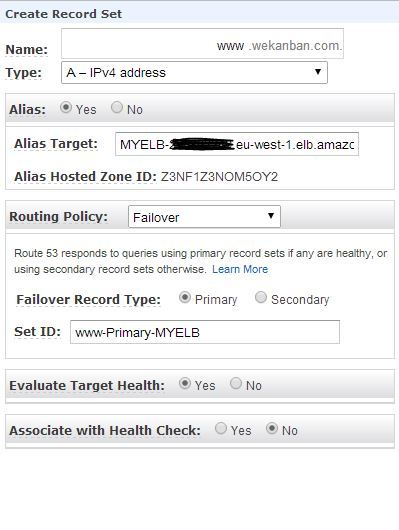 Create Record Set
Name: www .wekanban.com.
Type: A – IPv4 address
Alias: Yes No
Alias Target: MYELB- .eu-west-1.elb.amazo
Alias Hosted Zone ID: Z3NF1Z3NOM5OY2
Routing Policy: Failover
Route 53 responds to queries using primary record sets if any are healthy, or
using secondary record sets otherwise. Learn More
Failover Record Type: Primary Secondary
Set ID: www-Primary-MYELB
Evaluate Target Health: Yes No
Associate with Health Check: Yes No